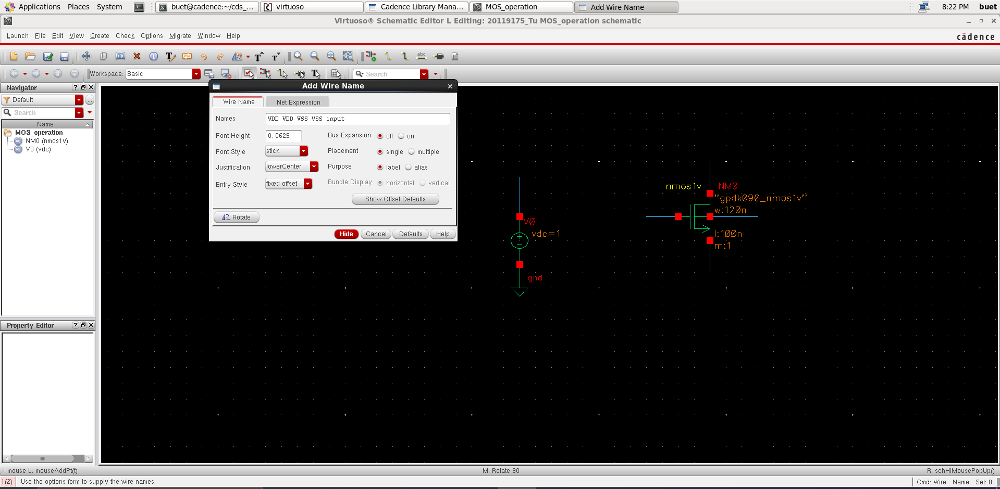 Applications Places System buet@cadence:~/cds_... virtuoso Cadence Library Mana... MOS_operation Add Wire Name 8:22 PM buet
Virtuoso® Schematic Editor L Editing: 20119175_Tu MOS_operation schematic
Launch File Edit View Create Check Options Migrate Window Help cādence
abc
Workspace: Basic Search
Navigator
Default
Search
Name
MOS_operation
NM0 (nmos1v)
V0 (vdc)
Property Editor
Add Wire Name
Wire Name Net Expression
Names VDD VDD VSS VSS input
Font Height 0.0625 Bus Expansion off on
Font Style stick Placement single multiple
Justification lowerCenter Purpose label alias
Entry Style fixed offset Bundle Display horizontal vertical
Show Offset Defaults
Rotate
Hide Cancel Defaults Help
V0
vdc=1
gnd
nmos1v NM0
"gpdk090_nmos1v"
w:120n
l:100n
m:1
mouse L: mouseAddPt(t) M: Rotate 90 R: schHiMousePopUp()
1(2) Use the options form to supply the wire names. Cmd: Wire Name Sel: 0